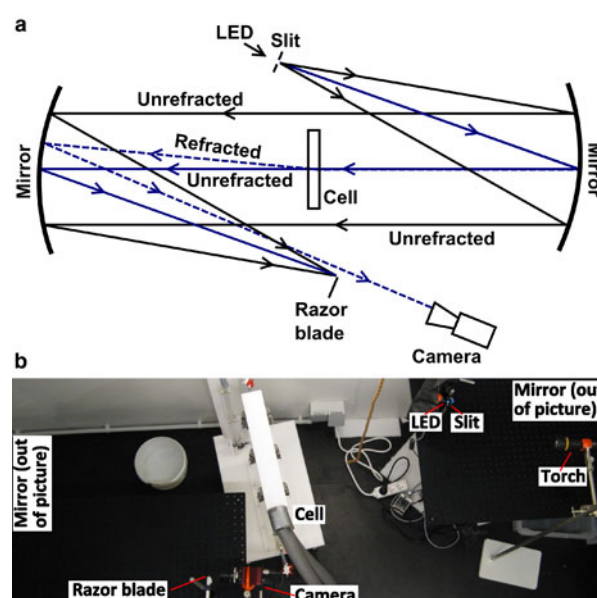 a
LED
Slit
Unrefracted
Refracted
Unrefracted
Cell
Mirror
Mirror
Unrefracted
Razor
blade
Camera
b
Mirror (out
of picture)
LED
Slit
Mirror (out
of picture)
Torch
Cell
Razor blade
Camera